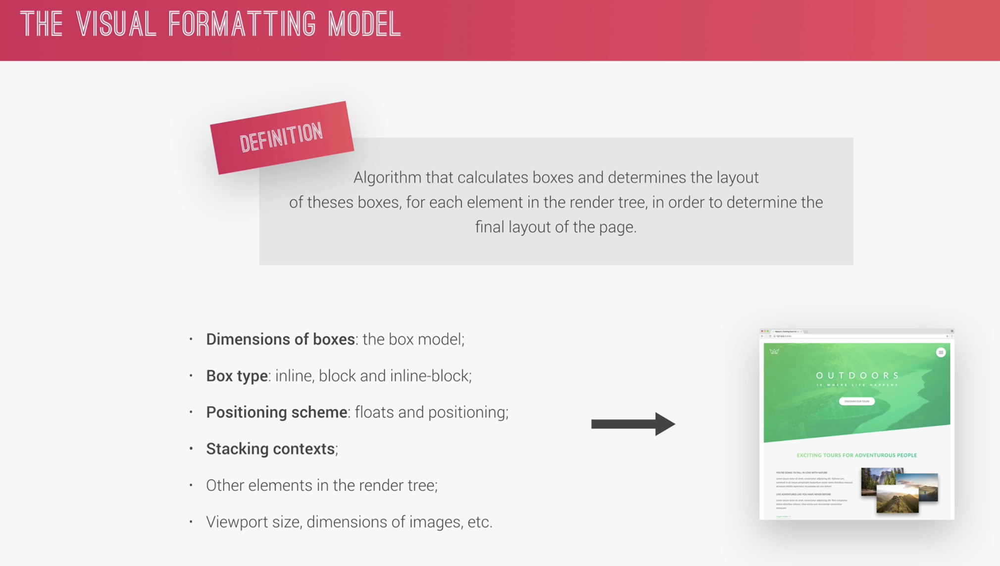 THE VISUAL FORMATTING MODEL
DEFINITION
Algorithm that calculates boxes and determines the layout
of theses boxes, for each element in the render tree, in order to determine the
final layout of the page.
• Dimensions of boxes: the box model;
• Box type: inline, block and inline-block;
• Positioning scheme: floats and positioning;
• Stacking contexts;
• Other elements in the render tree;
• Viewport size, dimensions of images, etc.
OUTDOORS
IS WHERE LIFE HAPPENS
DISCOVER OUR TOURS
EXCITING TOURS FOR ADVENTUROUS PEOPLE
YOU'RE GOING TO FALL IN LOVE WITH NATURE
LIVE ADVENTURES LIKE YOU HAVE NEVER BEFORE
Learn more